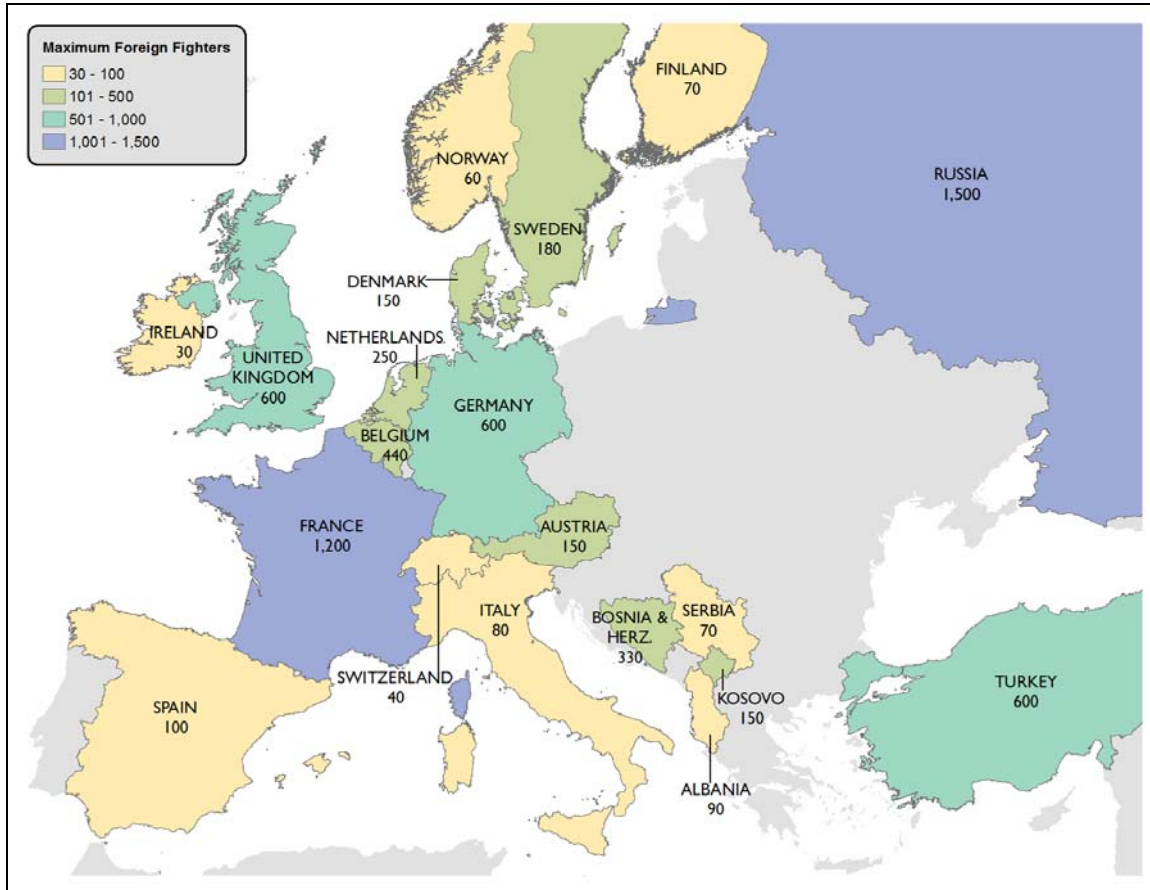 Maximum Foreign Fighters
30 - 100
101 - 500
501 - 1,000
1,001 - 1,500
FINLAND
70
NORWAY
60
RUSSIA
1,500
SWEDEN
180
DENMARK
150
NETHERLANDS.
250
IRELAND
30
UNITED
KINGDOM
600
GERMANY
600
BELGIUM
440
FRANCE
1,200
AUSTRIA
150
ITALY
80
BOSNIA &
HERZ.
330
SERBIA
70
SWITZERLAND
40
KOSOVO
150
SPAIN
100
TURKEY
600
ALBANIA
90